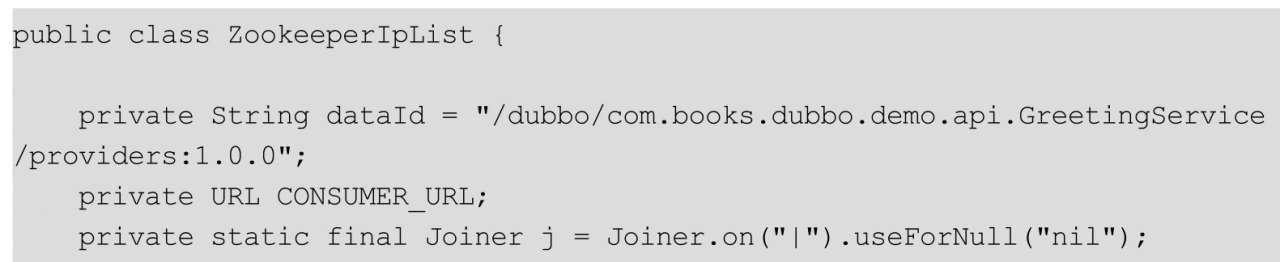 public class ZookeeperIpList {
    private String dataId = "/dubbo/com.books.dubbo.demo.api.GreetingService
/providers:1.0.0";
    private URL CONSUMER_URL;
    private static final Joiner j = Joiner.on("|").useForNull("nil");